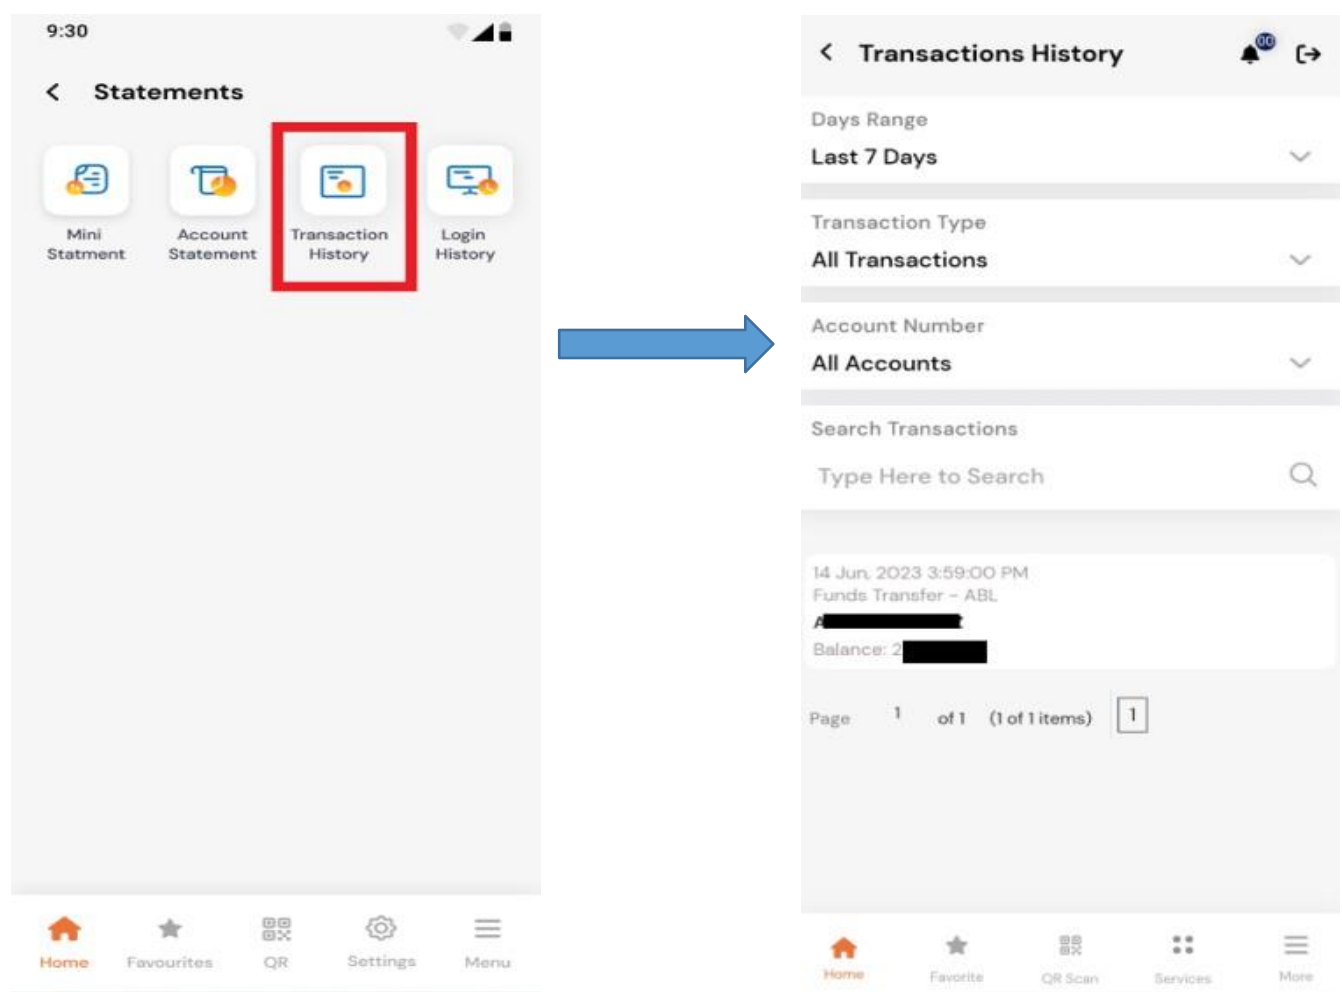 9:30
Statements
Mini
Statment
Account
Statement
Transaction
History
Login
History
Home
Favourites
QR
Settings
Menu
Transactions History
00
Days Range
Last 7 Days
Transaction Type
All Transactions
Account Number
All Accounts
Search Transactions
Type Here to Search
14 Jun, 2023 3:59:00 PM
Funds Transfer - ABL
Balance: 2
Page 1 of 1 (1 of 1 items) 1
Home
Favorite
QR Scan
Services
More